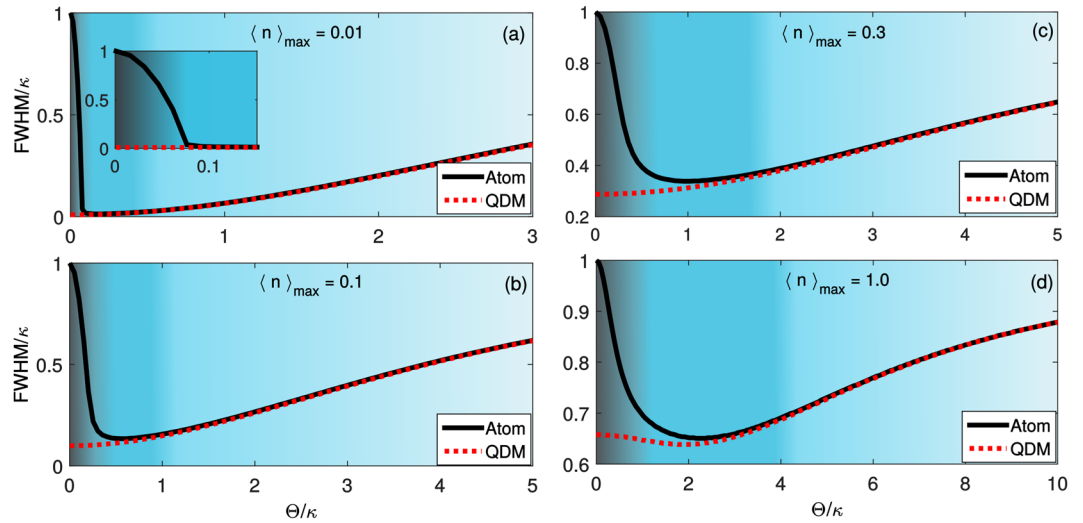 ⟨ n ⟩max = 0.01
(a)
FWHM/κ
1
0.5
0
1
0.5
0
0
0.1
Atom
QDM
0
1
2
3
⟨ n ⟩max = 0.3
(c)
1
0.8
0.6
0.4
0.2
Atom
QDM
0
1
2
3
4
5
⟨ n ⟩max = 0.1
(b)
FWHM/κ
1
0.5
0
Atom
QDM
0
1
2
3
4
5
Θ/κ
⟨ n ⟩max = 1.0
(d)
1
0.9
0.8
0.7
0.6
Atom
QDM
0
2
4
6
8
10
Θ/κ